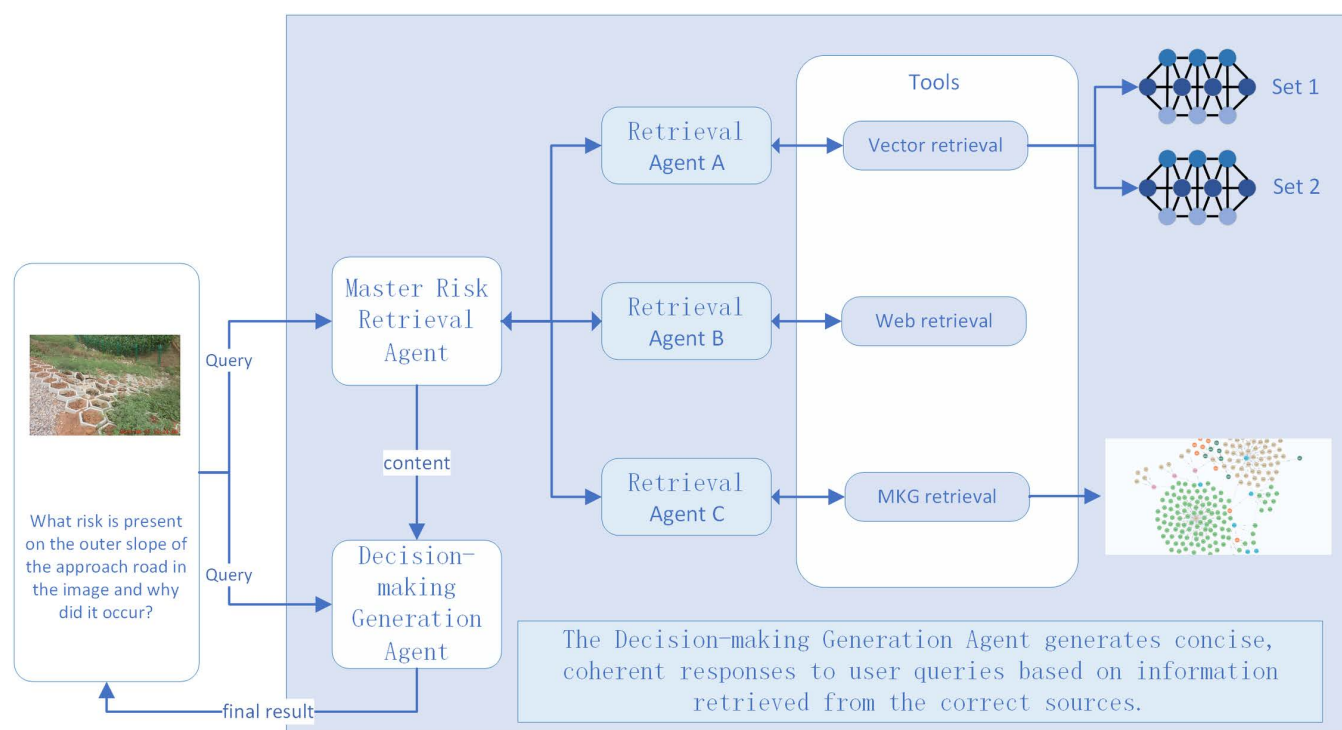 Tools
Set 1
Retrieval
Agent A
Vector retrieval
Set 2
Master Risk
Retrieval
Agent
Retrieval
Agent B
Web retrieval
Query
content
Retrieval
Agent C
MKG retrieval
What risk is present
on the outer slope of
the approach road in
the image and why
did it occur?
Query
Decision-
making
Generation
Agent
The Decision-making Generation Agent generates concise,
coherent responses to user queries based on information
retrieved from the correct sources.
final result